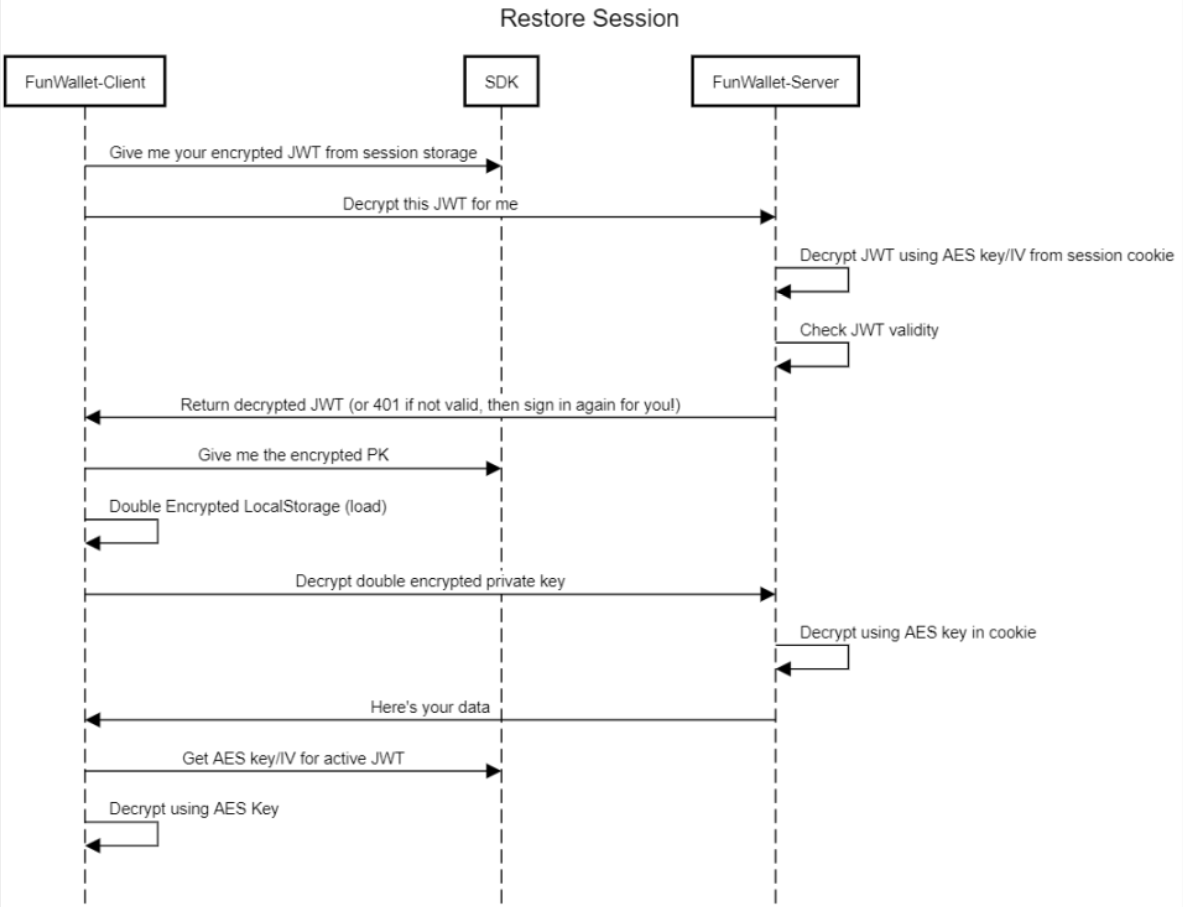 Restore Session
FunWallet-Client
SDK
FunWallet-Server
Give me your encrypted JWT from session storage
Decrypt this JWT for me
Decrypt JWT using AES key/IV from session cookie
Check JWT validity
Return decrypted JWT (or 401 if not valid, then sign in again for you!)
Give me the encrypted PK
Double Encrypted LocalStorage (load)
Decrypt double encrypted private key
Decrypt using AES key in cookie
Here's your data
Get AES key/IV for active JWT
Decrypt using AES Key